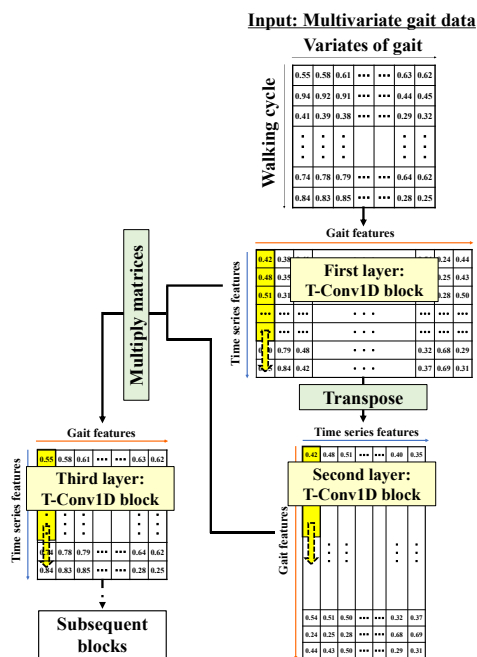 Input: Multivariate gait data
Variates of gait
Walking cycle
0.55 0.58 0.61 ... ... 0.63 0.62
0.94 0.92 0.91 ... ... 0.44 0.45
0.41 0.39 0.38 ... ... 0.29 0.32
0.74 0.78 0.79 ... ... 0.64 0.62
0.84 0.83 0.85 ... ... 0.28 0.25
Gait features
Time series features
0.42 0.38 0.24 0.44
0.48 0.35 0.25 0.43
0.51 0.31 0.28 0.50
First layer:
T-Conv1D block
... ... ...
... ...
0.79 0.48 ... 0.32 0.68 0.29
0.84 0.42 ... 0.37 0.69 0.31
Multiply matrices
Transpose
Time series features
Gait features
0.42 0.48 0.51 ... ... 0.40 0.35
Second layer:
T-Conv1D block
0.54 0.51 0.50 ... ... 0.32 0.37
0.24 0.25 0.28 ... ... 0.68 0.69
0.44 0.43 0.50 ... ... 0.29 0.31
Gait features
Time series features
0.55 0.58 0.61 ... ... 0.63 0.62
Third layer:
T-Conv1D block
0.78 0.79 ... ... 0.64 0.62
0.84 0.83 0.85 ... ... 0.28 0.25
Subsequent
blocks